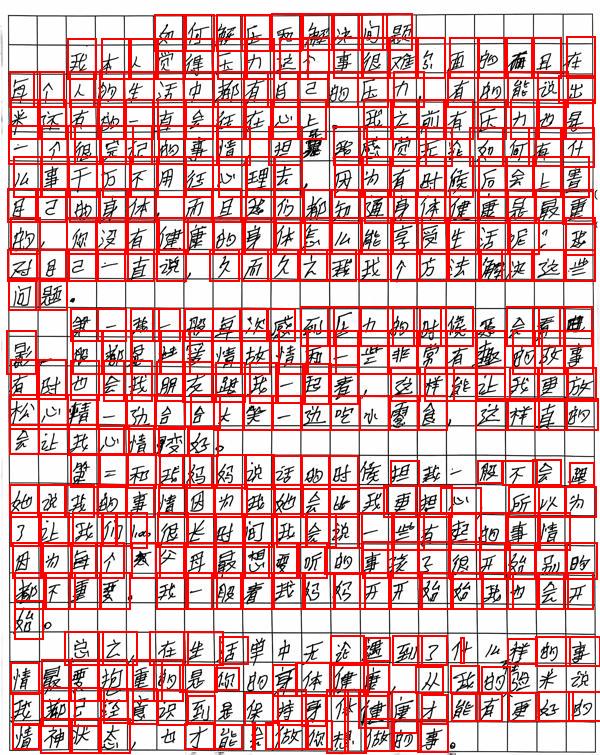 如何解压和解决问题
我本人觉得压力这个事很难多面的而且在
每个人的生活中都有自己的压力，有的能说出
来还有的一直会往在心上。我之前有压力也是
一个很忘记的事情，担 我感觉无论如何有什
么事千万不用往心理去，因为有时候后会上害
自己的身体，而且我们都知道身体健康是最重
的，你没有健康的身体怎么能享受生活呢？我
对自己一直说，久而久之我找个方法解决这些
问题。
第一我一般每次感到压力的时候愿会看电
影一般都是些爱情故情和一些非常有趣的故事
有时也会找朋友跟我一起看，这样能让我更放
松心情一边合合大笑一边吃水零食，这样真的
会让我心情变好。
第二和我妈妈说话的时候担我一般不会跟
她说我的事情因为我她会比我更担心，所以为
了让我们 很长时间我会说一些有趣的事情
因为每个 父母最想要听的事孩子很开始别的
都不重要。我一般看我妈妈开开始始我也会开
始。
总之，在生活单中无论遇到了什么样的事
情最要抱重的是你的身体健康，从我的 来说
我都已经意识到是保持身体健康才能有更好的
情神状态，也才能会做你想做的事。